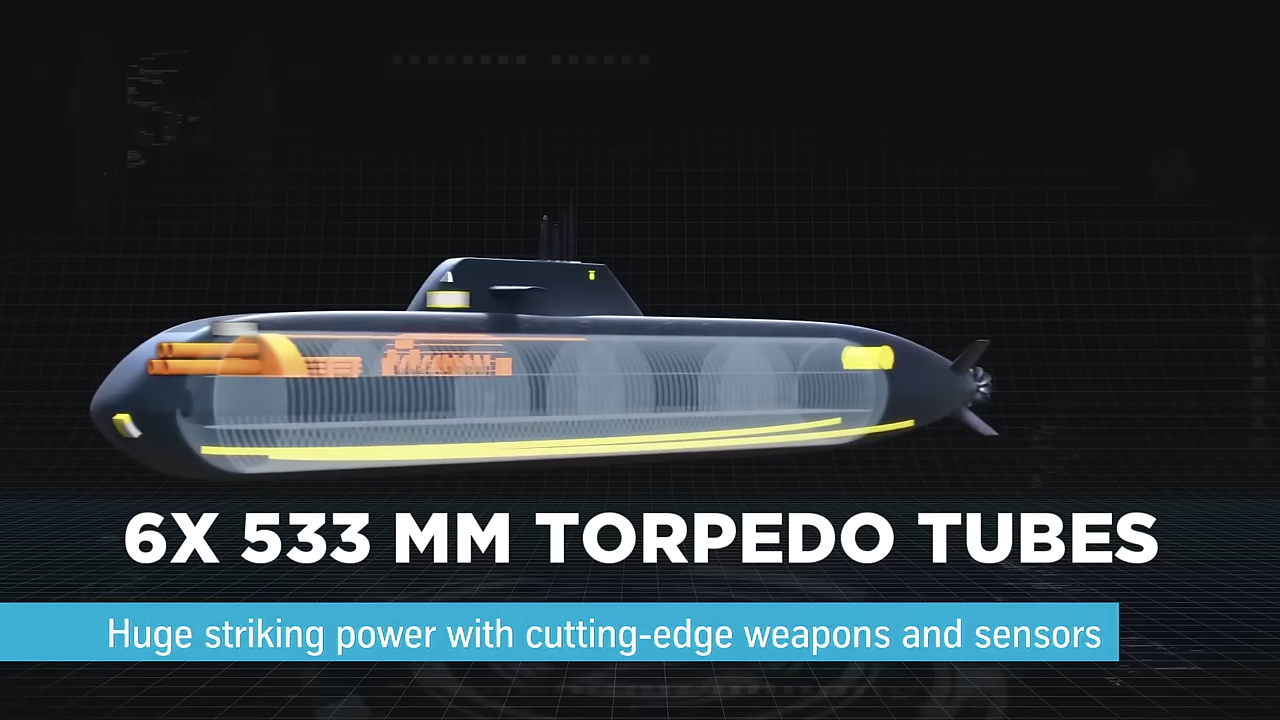 6X 533 MM TORPEDO TUBES
Huge striking power with cutting-edge weapons and sensors